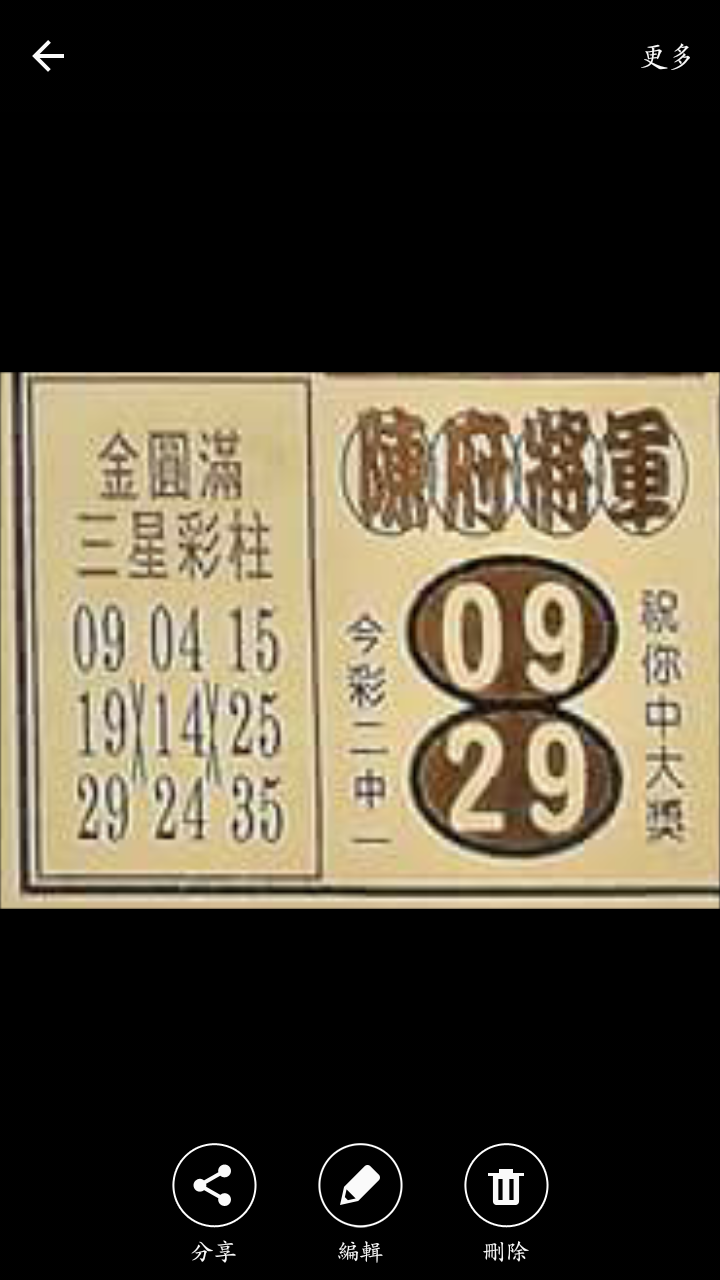 更多
金圓滿
三星彩柱
09 04 15
19 14 25
29 24 35
陳府將軍
今彩二中一
09
29
祝你中大獎
分享
編輯
刪除